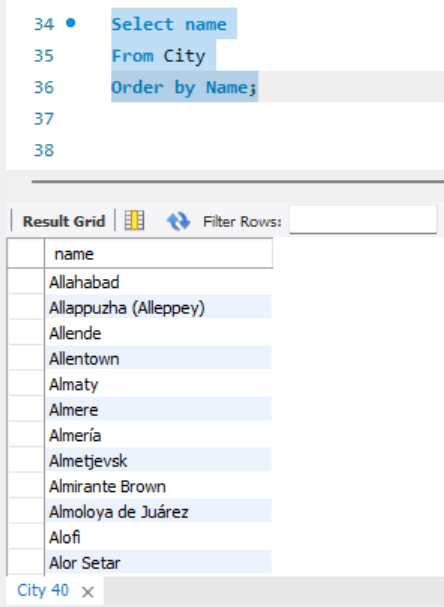 34 Select name
35 From City
36 Order by Name;
37
38
Result Grid Filter Rows:
name
Allahabad
Allappuzha (Alleppey)
Allende
Allentown
Almaty
Almere
Almería
Almetjevsk
Almirante Brown
Almoloya de Juárez
Alofi
Alor Setar
City 40 ×